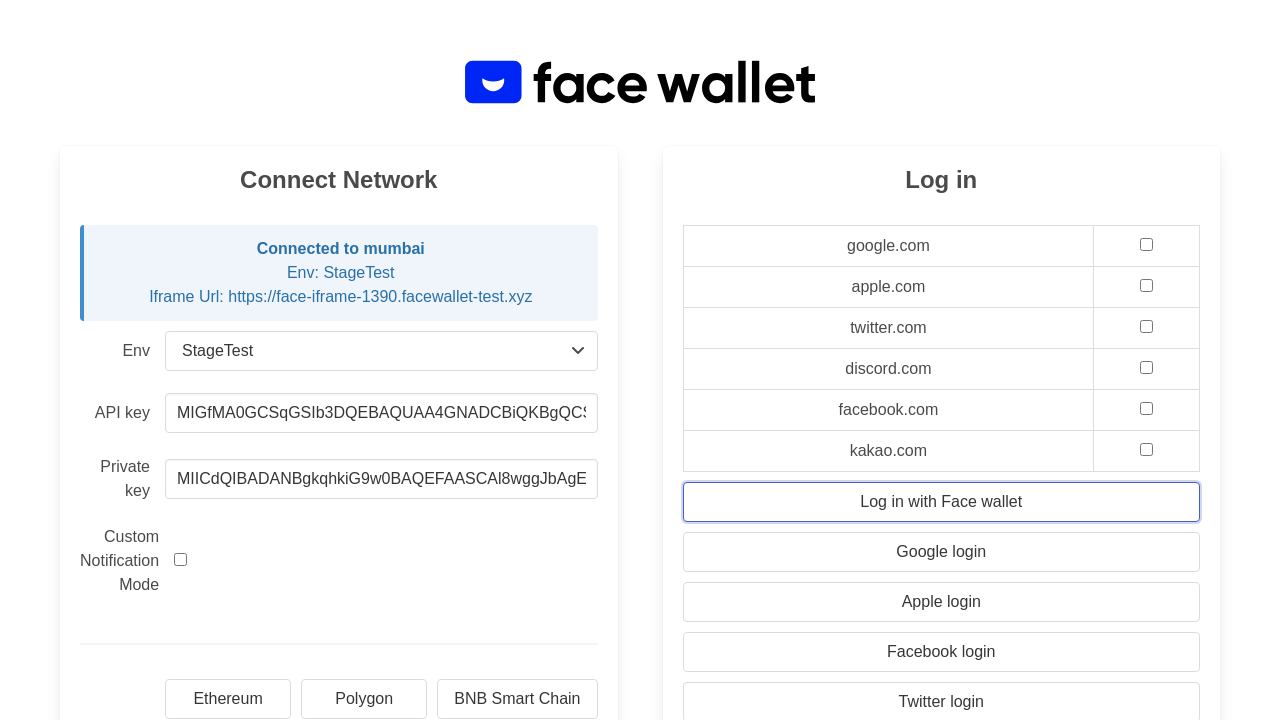 face wallet
Connect Network
Connected to mumbai
Env: StageTest
Iframe Url: https://face-iframe-1390.facewallet-test.xyz
Env
StageTest
API key
MIGfMA0GCSqGSIb3DQEBAQUAA4GNADCBiQKBgQC
Private
key
MIICdQIBADANBgkqhkiG9w0BAQEFAASCAl8wggJbAgE
Custom
Notification
Mode
Ethereum
Polygon
BNB Smart Chain
Log in
google.com
apple.com
twitter.com
discord.com
facebook.com
kakao.com
Log in with Face wallet
Google login
Apple login
Facebook login
Twitter login